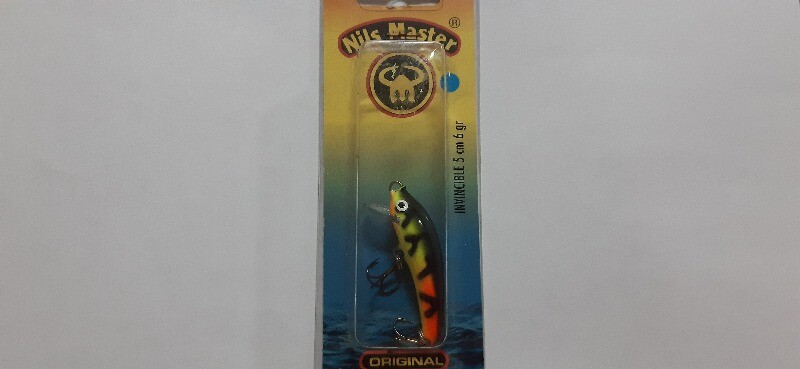 Nils Master ®
INVINCIBLE 5 cm 6 gr
ORIGINAL